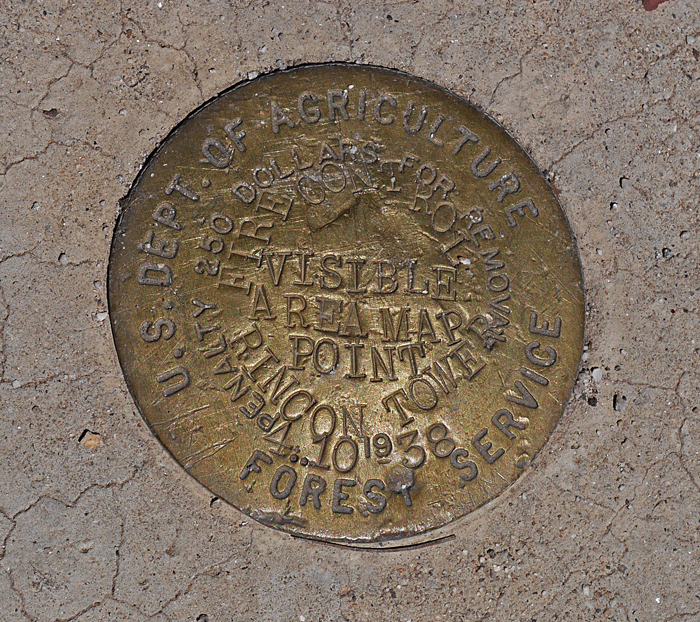 U.S. DEPT. OF AGRICULTURE
FOREST SERVICE
PENALTY 250 DOLLARS FOR REMOVAL
FIRE CONTROL
VISIBLE
AREA MAP
POINT
RINCON TOWER
10 1938